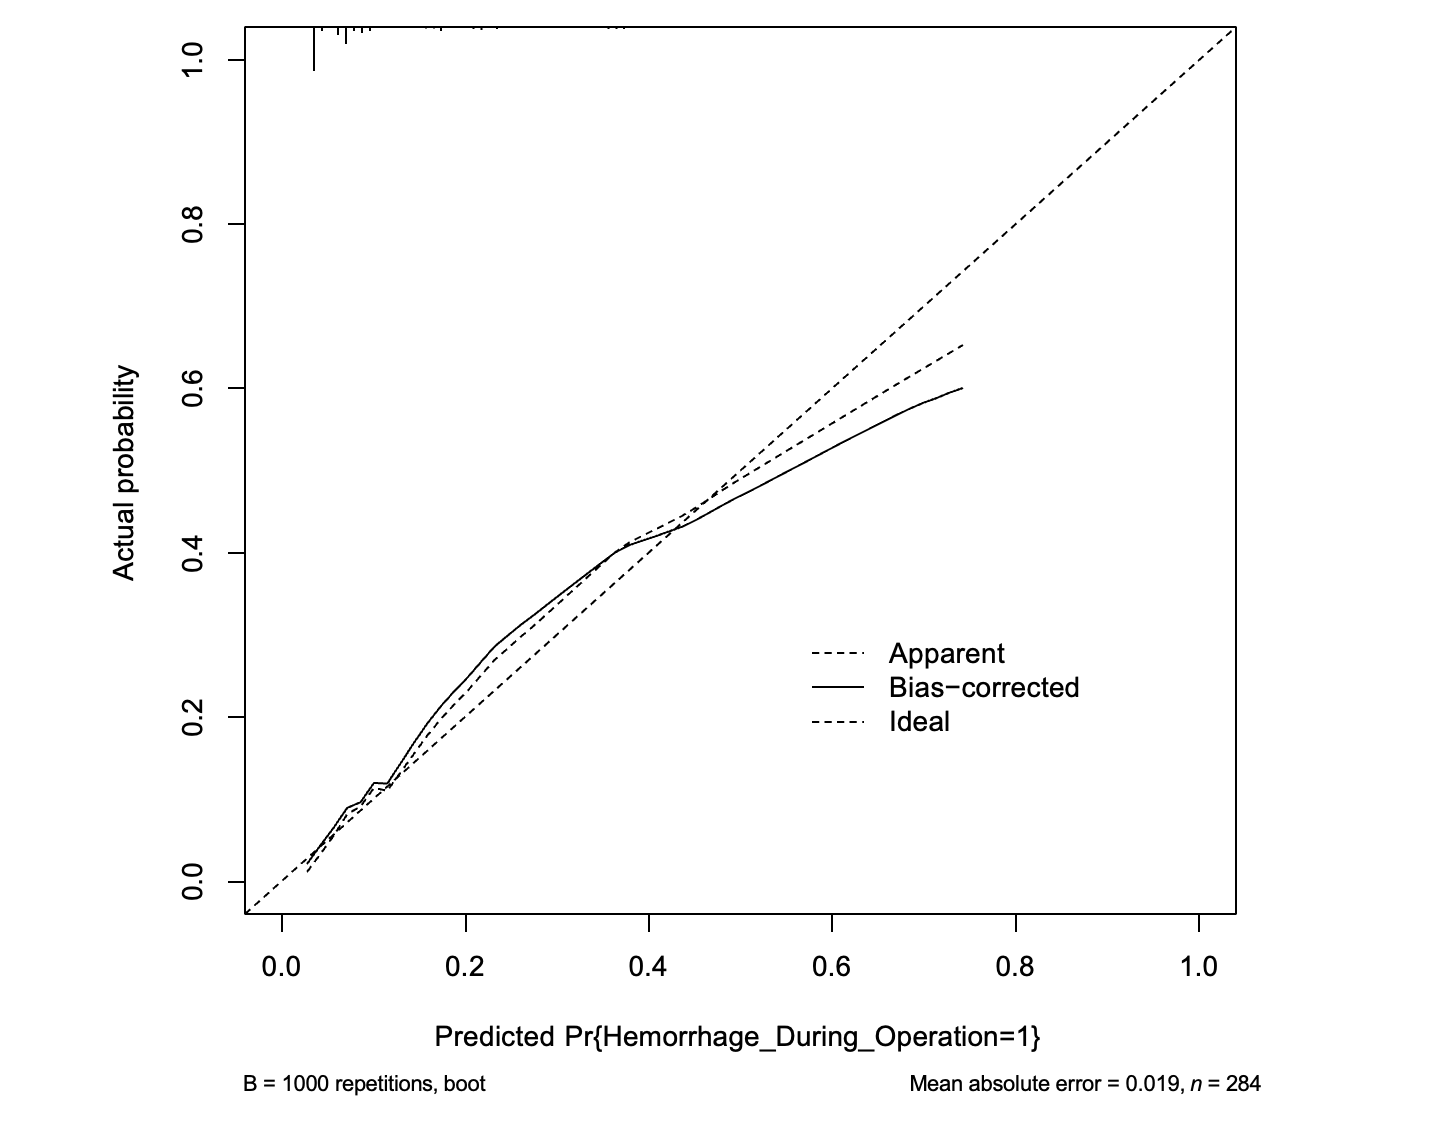 1.0
0.8
0.6
0.4
0.2
0.0
Actual probability
Apparent
Bias−corrected
Ideal
0.0 0.2 0.4 0.6 0.8 1.0
Predicted Pr{Hemorrhage_During_Operation=1}
B = 1000 repetitions, boot
Mean absolute error = 0.019, n = 284